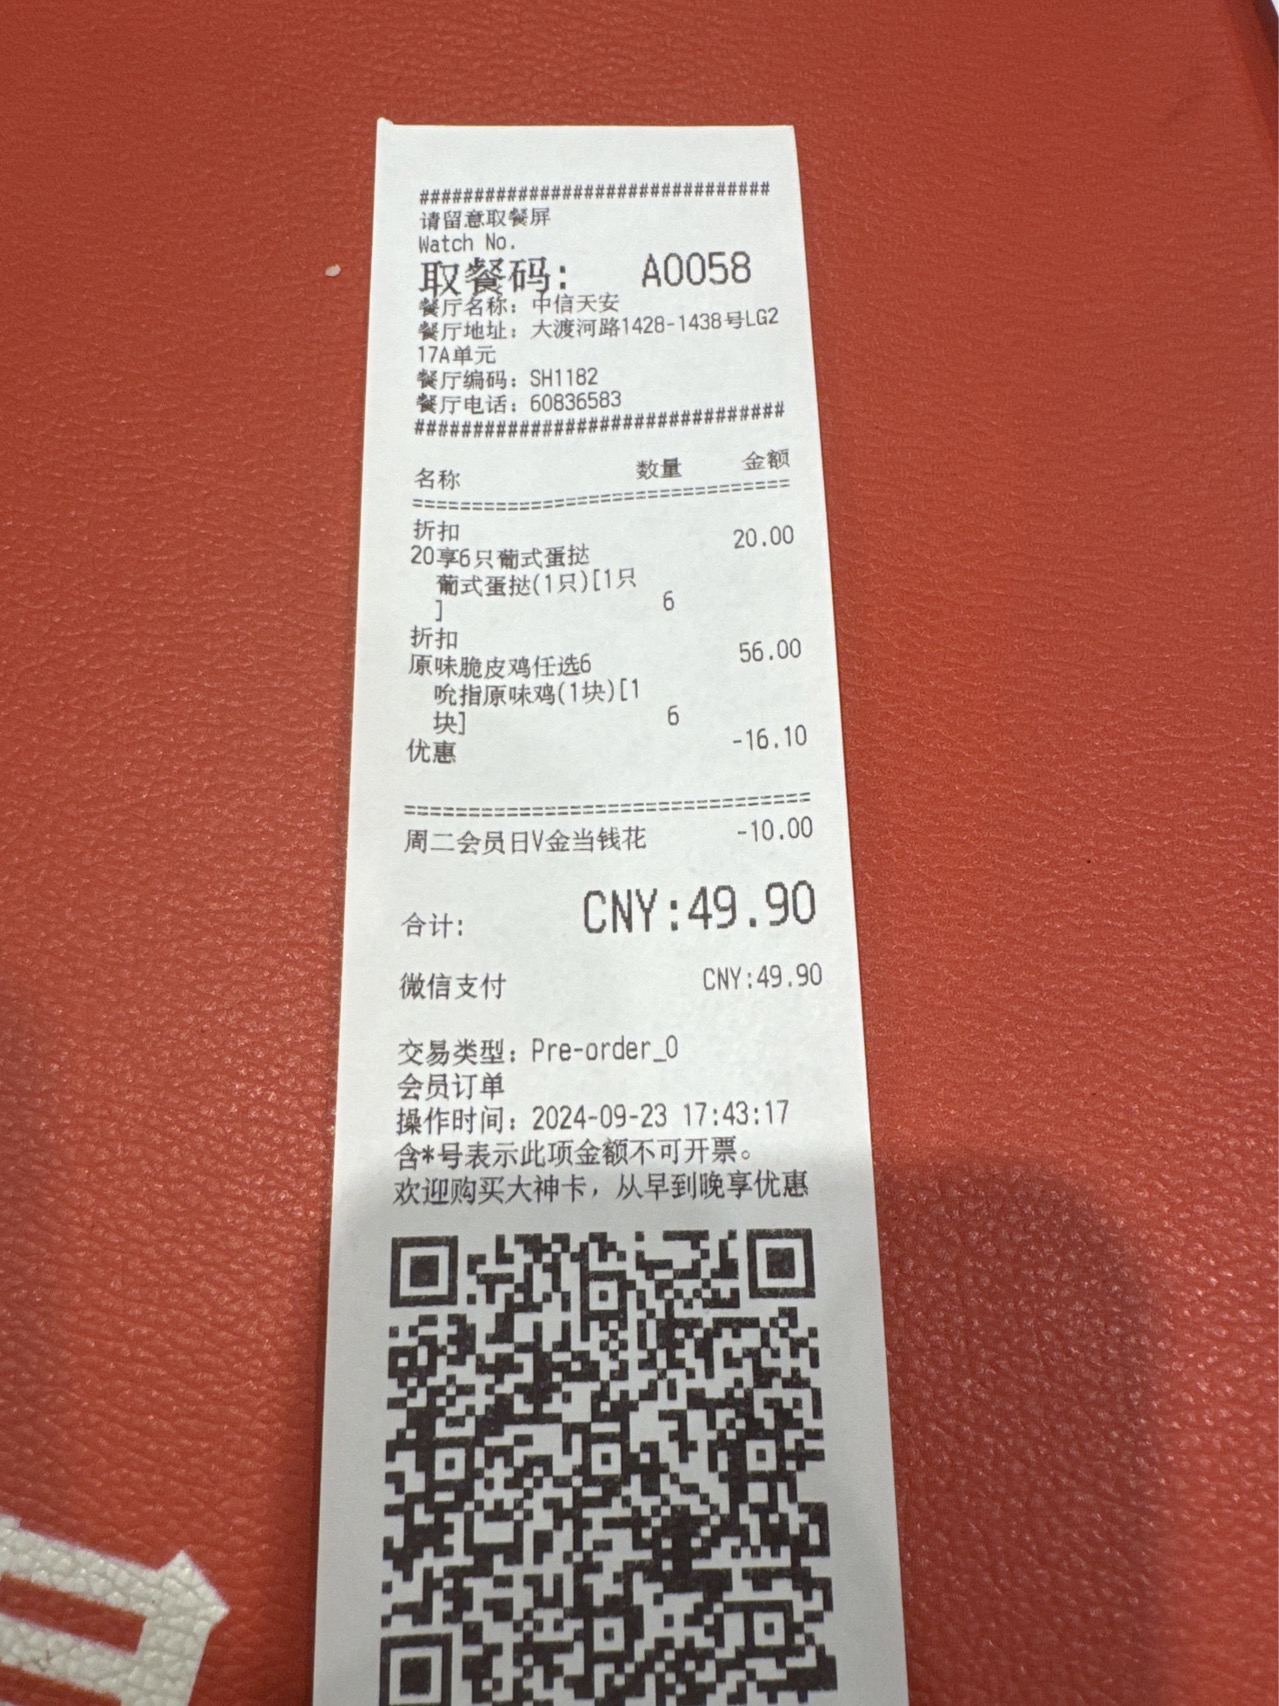 ################################
请留意取餐屏
Watch No.
取餐码: A0058
餐厅名称: 中信天安
餐厅地址: 大渡河路1428-1438号LG2
17A单元
餐厅编码: SH1182
餐厅电话: 60836583
################################
名称 数量 金额
==================================
折扣
20享6只葡式蛋挞 20.00
葡式蛋挞(1只)[1只
] 6
折扣
原味脆皮鸡任选6 56.00
吮指原味鸡(1块)[1
块] 6
优惠 -16.10
==================================
周二会员日V金当钱花 -10.00
合计: CNY:49.90
微信支付 CNY:49.90
交易类型: Pre-order_0
会员订单
操作时间: 2024-09-23 17:43:17
含*号表示此项金额不可开票。
欢迎购买大神卡，从早到晚享优惠